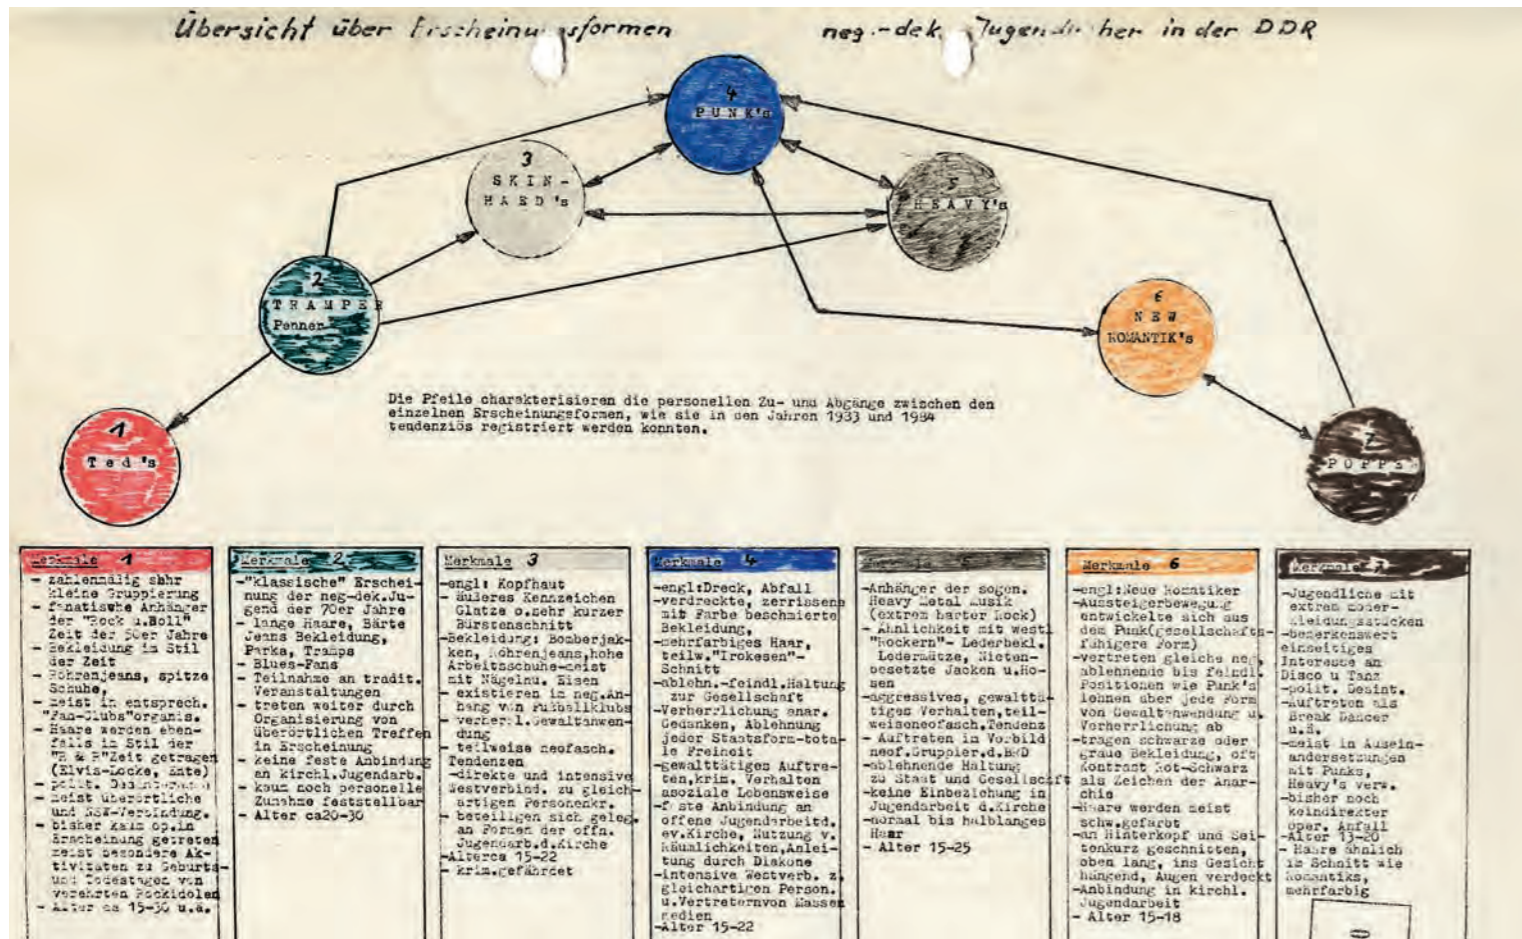 Übersicht über Erscheinungsformen neg.-dek. Jugendlicher in der DDR
4
PUNK's
3
SKIN-
HAED's
5
HEAVY's
2
TRAMPER
Penner
6
NEW
ROMANTIK's
1
Ted's
7
POPPE
Die Pfeile charakterisieren die personellen Zu- und Abgänge zwischen den
einzelnen Erscheinungsformen, wie sie in den Jahren 1983 und 1984
tendenziös registriert werden konnten.
Merkmale 1
- zahlenmäßig sehr
kleine Gruppierung
- fanatische Anhänger
der "Rock u.Roll"
Zeit der 50er Jahre
- Bekleidung im Stil
der Zeit
- Röhrenjeans, spitze
Schuhe,
- meist in entsprech.
"Fan-Clubs"organis.
- Haare werden eben-
falls im Stil der
"R & R"Zeit getragen
(Elvis-Locke, Ente)
- polit. Desinteresse
- meist überörtliche
und NSW-Verbindung.
- bisher kaum op.in
Erscheinung getreten
meist besondere Ak-
tivitäten zu Geburts-
und Todestagen von
verehrten Rockidolen
- Alter ca 15-30 u.ä.
Merkmale 2
-"klassische" Erschei-
nung der neg-dek.Ju-
gend der 70er Jahre
- lange Haare, Bärte
Jeans Bekleidung,
Parka, Tramps
- Blues-Fans
- Teilnahme an tradit.
Veranstaltungen
- treten weiter durch
Organisierung von
überörtlichen Treffen
in Erscheinung
- keine feste Anbindung
an kirchl.Jugendarb.
- kaum noch personelle
Zunahme feststellbar
- Alter ca20-30
Merkmale 3
-engl: Kopfhaut
- äuleres Kennzeichen
Glatze o.sehr kurzer
Bürstenschnitt
-Bekleidung: Bomberjak-
ken, Röhrenjeans,hohe
Arbeitsschuhe-meist
mit Nägelnu. Eisen
- existieren im neg.An-
hang von Fußballklubs
- verherrl.Gewaltanwen-
dung
- teilweise neofasch.
Tendenzen
-direkte und intensive
Westverbind. zu gleich-
artigen Personenkr.
- beteiligen sich geleg.
an Formen der offn.
Jugendarb.d.Kirche
-Alterca 15-22
- krim.gefährdet
Merkmale 4
-engl:Dreck, Abfall
-verdreckte, zerrissene
mit Farbe beschmierte
Bekleidung,
-mehrfarbiges Haar,
teilw."Irokesen"-
Schnitt
-ablehn.-feindl.Haltung
zur Gesellschaft
-Verherrlichung anar.
Gedanken, Ablehnung
jeder Staatsform-tota-
le Freiheit
-gewalttätiges Auftre-
ten,krim. Verhalten
asoziale Lebensweise
-feste Anbindung an
offene Jugendarbeitd.
ev.Kirche, Nutzung v.
Räumlichkeiten,Anlei-
tung durch Diakone
-intensive Westverb. z.
gleichartigen Person.
u.Vertreternvon Massen
medien
-Alter 15-22
Merkmale 5
-Anhänger der sogen.
Heavy Metal Musik
(extrem harter Rock)
- Ähnlichkeit mit westl
"Rockern"- Lederbekl.
Ledermütze, Nieten-
besetzte Jacken u.Ho-
sen
-aggressives, gewalttä-
tiges Verhalten,teil-
weiseneofasch.Tendenz
- Auftreten im Vorbild
neof.Gruppier.d.BRD
-ablehnende Haltung
zu Staat und Gesellschaft
-keine Einbeziehung in
Jugendarbeit d.Kirche
-normal bis halblanges
Haar
- Alter 15-25
Merkmale 6
-engl:Neue Romatiker
-Aussteigerbewegung
entwickelte sich aus
dem Punk(gesellschafts-
fähigere Form)
-vertreten gleiche neg,
ablehnende bis feindl.
Positionen wie Punk's
lehnen aber jede Form
von Gewaltanwendung u.
Verherrlichung ab
-tragen schwarze oder
graue Bekleidung, oft
Kontrast Rot-Schwarz
als Zeichen der Anar-
chie
-Haare werden meist
schw.gefärbt
-am Hinterkopf und Sei-
tenkurz geschnitten,
oben lang, ins Gesicht
hängend, Augen verdeckt
-Anbindung in kirchl.
Jugendarbeit
- Alter 15-18
Merkmale 7
-Jugendliche mit
extrem moder-
Kleidungsstücken
-bemerkenswert
einseitiges
Interesse an
Disco u Tanz
-polit. Desint.
-Auftreten als
Break Dancer
u.ä.
-meist in Ausein-
andersetzungen
mit Punks,
Heavy's verw.
-bisher noch
keindirekter
oper. Anfall
-Alter 13-20
- Haare ähnlich
im Schnitt wie
Romantiks,
mehrfarbig